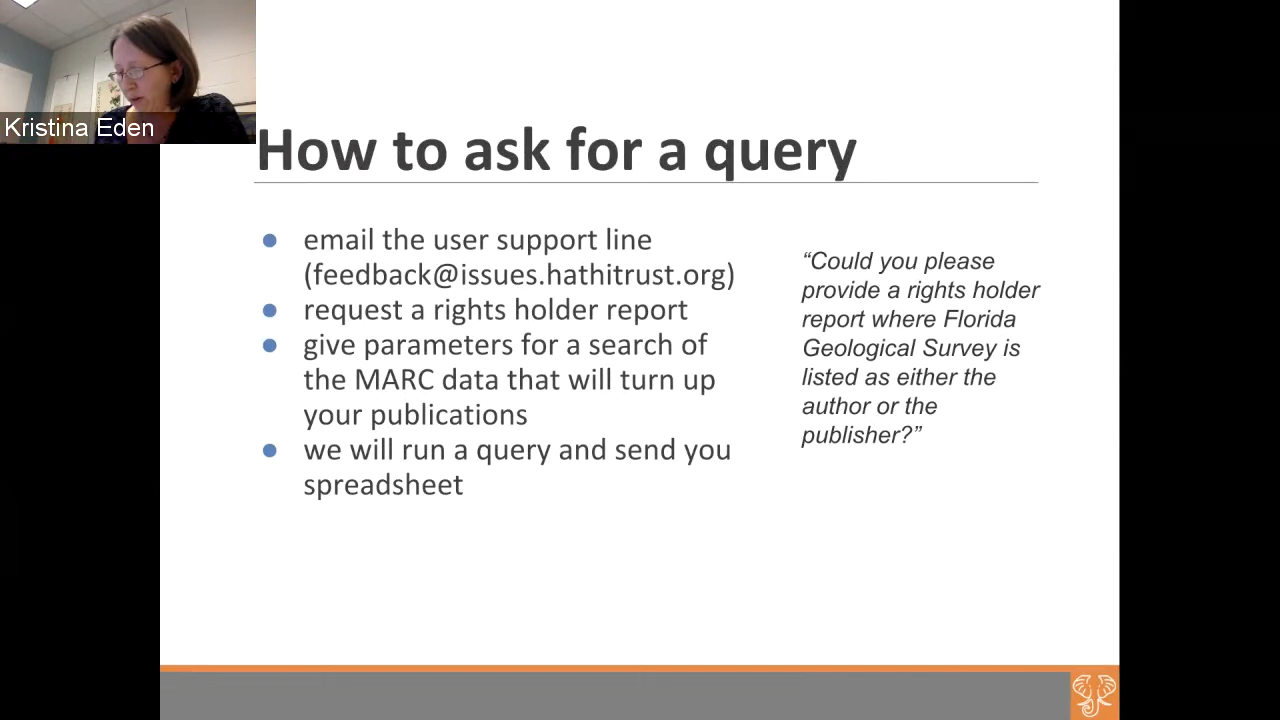 Kristina Eden
How to ask for a query
● email the user support line
(feedback@issues.hathitrust.org)
● request a rights holder report
● give parameters for a search of
the MARC data that will turn up
your publications
● we will run a query and send you
spreadsheet
“Could you please
provide a rights holder
report where Florida
Geological Survey is
listed as either the
author or the
publisher?”